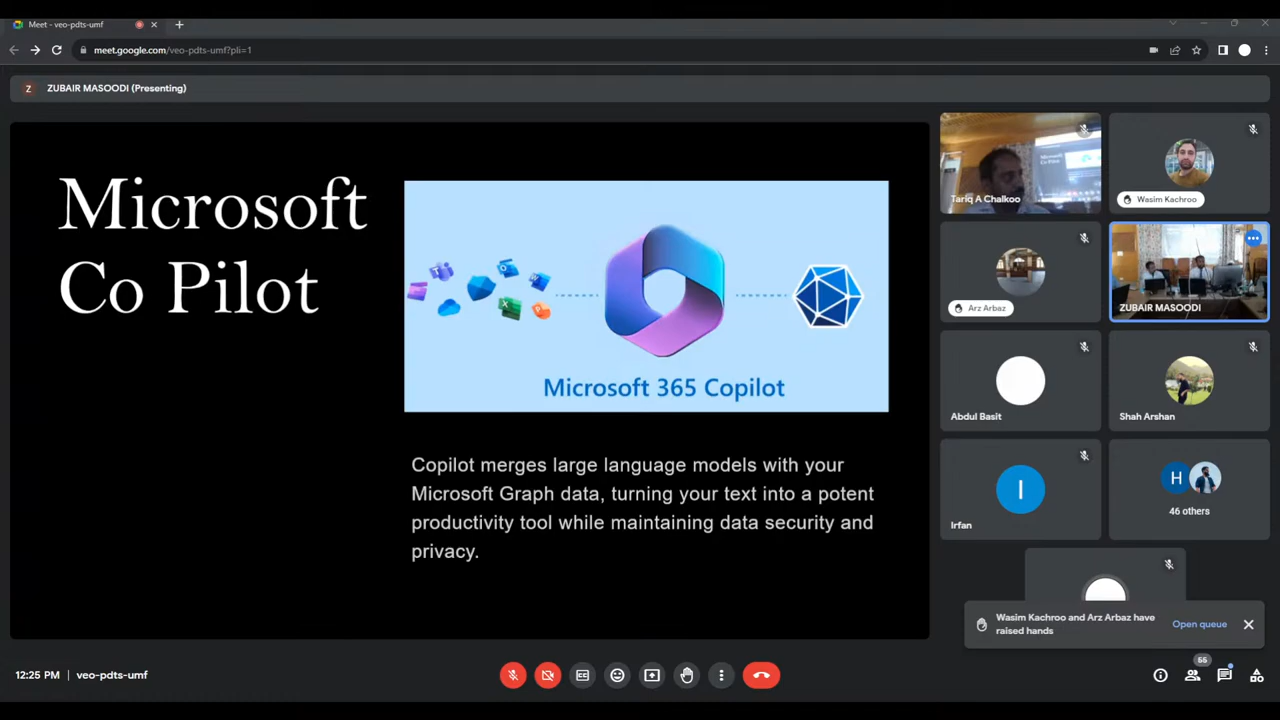 Meet - veo-pdts-umf
meet.google.com/veo-pdts-umf?pli=1
Z
ZUBAIR MASOODI (Presenting)
Microsoft
Co Pilot
Microsoft 365 Copilot
Copilot merges large language models with your
Microsoft Graph data, turning your text into a potent
productivity tool while maintaining data security and
privacy.
Tariq A Chalkoo
Wasim Kachroo
Arz Arbaz
ZUBAIR MASOODI
Abdul Basit
Shah Arshan
I
Irfan
H
46 others
Wasim Kachroo and Arz Arbaz have
raised hands
Open queue
12:25 PM
veo-pdts-umf
55